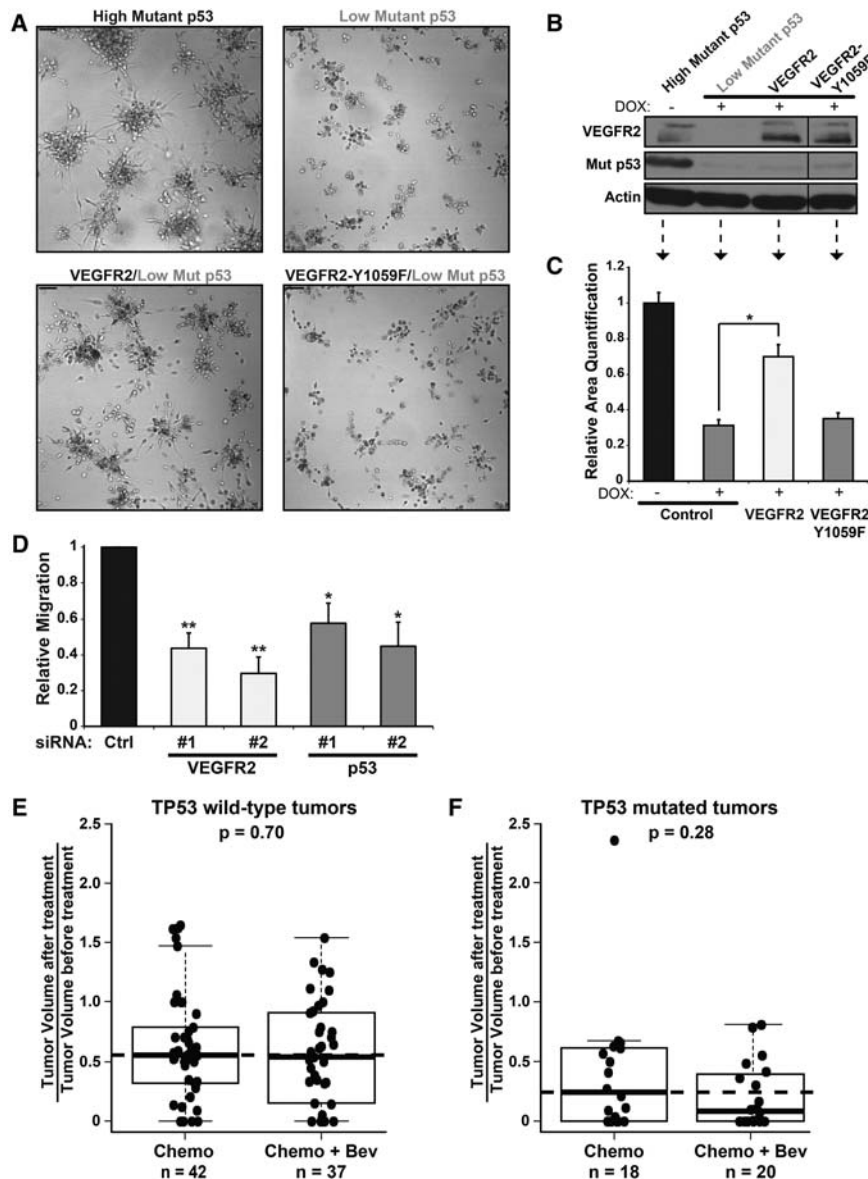 A
High Mutant p53
Low Mutant p53
VEGFR2/Low Mut p53
VEGFR2-Y1059F/Low Mut p53
B
High Mutant p53
Low Mutant p53
VEGFR2
VEGFR2-
Y1059F
DOX: - + + +
VEGFR2
Mut p53
Actin
C
Relative Area Quantification
1.2
1
0.8
0.6
0.4
0.2
0
*
DOX: - + + +
Control
VEGFR2
VEGFR2
Y1059F
D
Relative Migration
1
0.8
0.6
0.4
0.2
0
**
**
*
*
siRNA: Ctrl #1 #2 #1 #2
VEGFR2
p53
E
TP53 wild-type tumors
p = 0.70
Tumor Volume after treatment
Tumor Volume before treatment
2.5
2.0
1.5
1.0
0.5
0
Chemo
n = 42
Chemo + Bev
n = 37
F
TP53 mutated tumors
p = 0.28
Tumor Volume after treatment
Tumor Volume before treatment
2.5
2.0
1.5
1.0
0.5
0
Chemo
n = 18
Chemo + Bev
n = 20